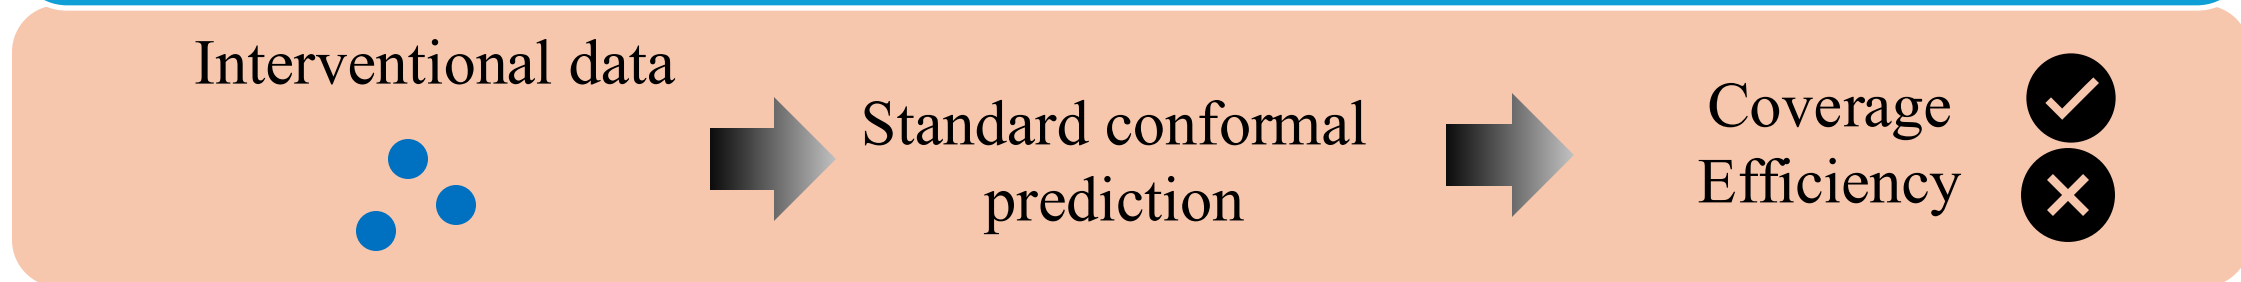 Interventional data
Standard conformal
prediction
Coverage
Efficiency